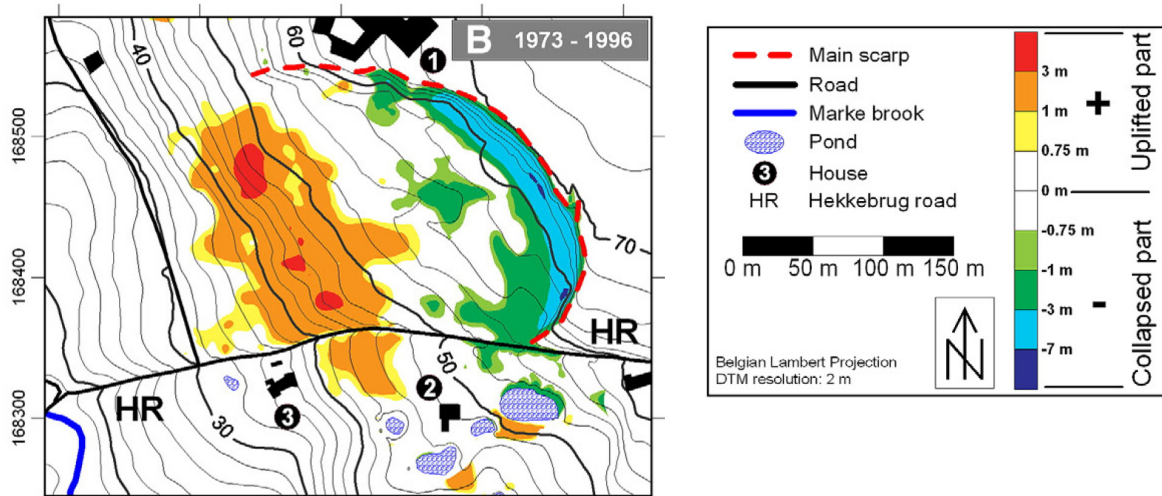 B 1973 - 1996
40
60
1
168500
70
168400
HR
HR
50
2
3
30
168300
Main scarp
Road
Marke brook
Pond
3 House
HR Hekkebrug road
0 m 50 m 100 m 150 m
Belgian Lambert Projection
DTM resolution: 2 m
N
3 m
1 m
0.75 m
0 m
-0.75 m
-1 m
-3 m
-7 m
+
Uplifted part
-
Collapsed part